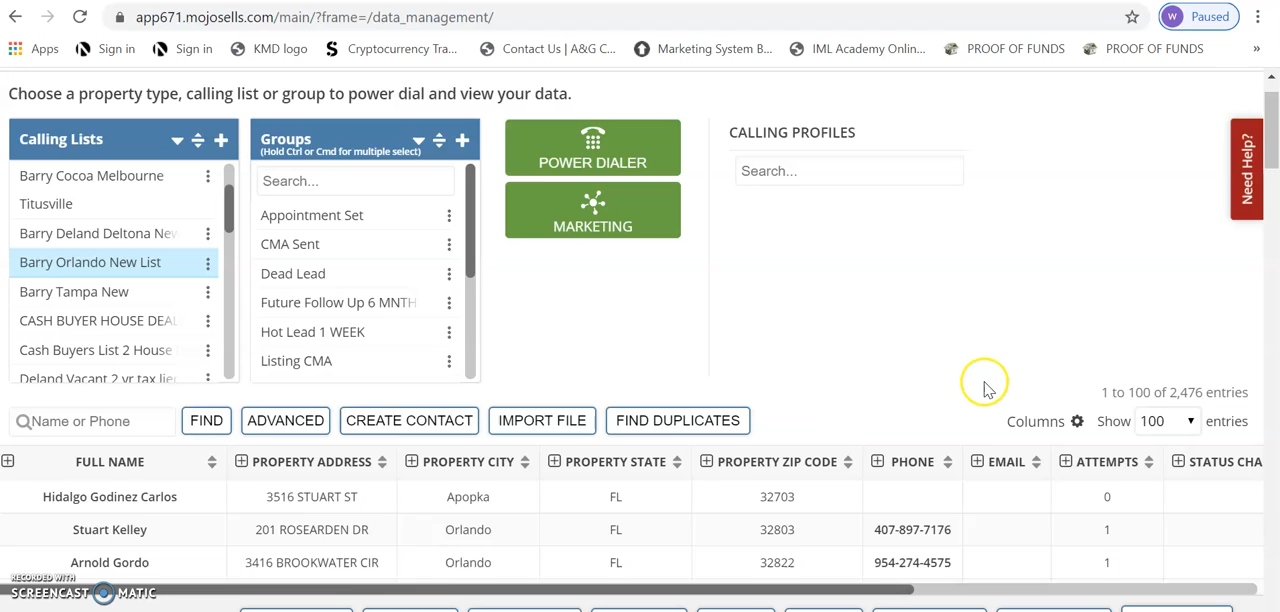 app671.mojosells.com/main/?frame=/data_management/
W Paused
Apps Sign in Sign in KMD logo Cryptocurrency Tra... Contact Us | A&G C... Marketing System B... IML Academy Onlin... PROOF OF FUNDS PROOF OF FUNDS »
Choose a property type, calling list or group to power dial and view your data.
Calling Lists
Barry Cocoa Melbourne
Titusville
Barry Deland Deltona New
Barry Orlando New List
Barry Tampa New
CASH BUYER HOUSE DEAL
Cash Buyers List 2 House
Deland Vacant 2 yr tax lien
Groups
(Hold Ctrl or Cmd for multiple select)
Search...
Appointment Set
CMA Sent
Dead Lead
Future Follow Up 6 MNTH
Hot Lead 1 WEEK
Listing CMA
POWER DIALER
MARKETING
CALLING PROFILES
Search...
Need Help?
1 to 100 of 2,476 entries
Name or Phone FIND ADVANCED CREATE CONTACT IMPORT FILE FIND DUPLICATES Columns Show 100 entries
FULL NAME PROPERTY ADDRESS PROPERTY CITY PROPERTY STATE PROPERTY ZIP CODE PHONE EMAIL ATTEMPTS STATUS CHA
Hidalgo Godinez Carlos 3516 STUART ST Apopka FL 32703 0
Stuart Kelley 201 ROSEARDEN DR Orlando FL 32803 407-897-7176 1
Arnold Gordo 3416 BROOKWATER CIR Orlando FL 32822 954-274-4575 1
RECORDED WITH
SCREENCAST MATIC